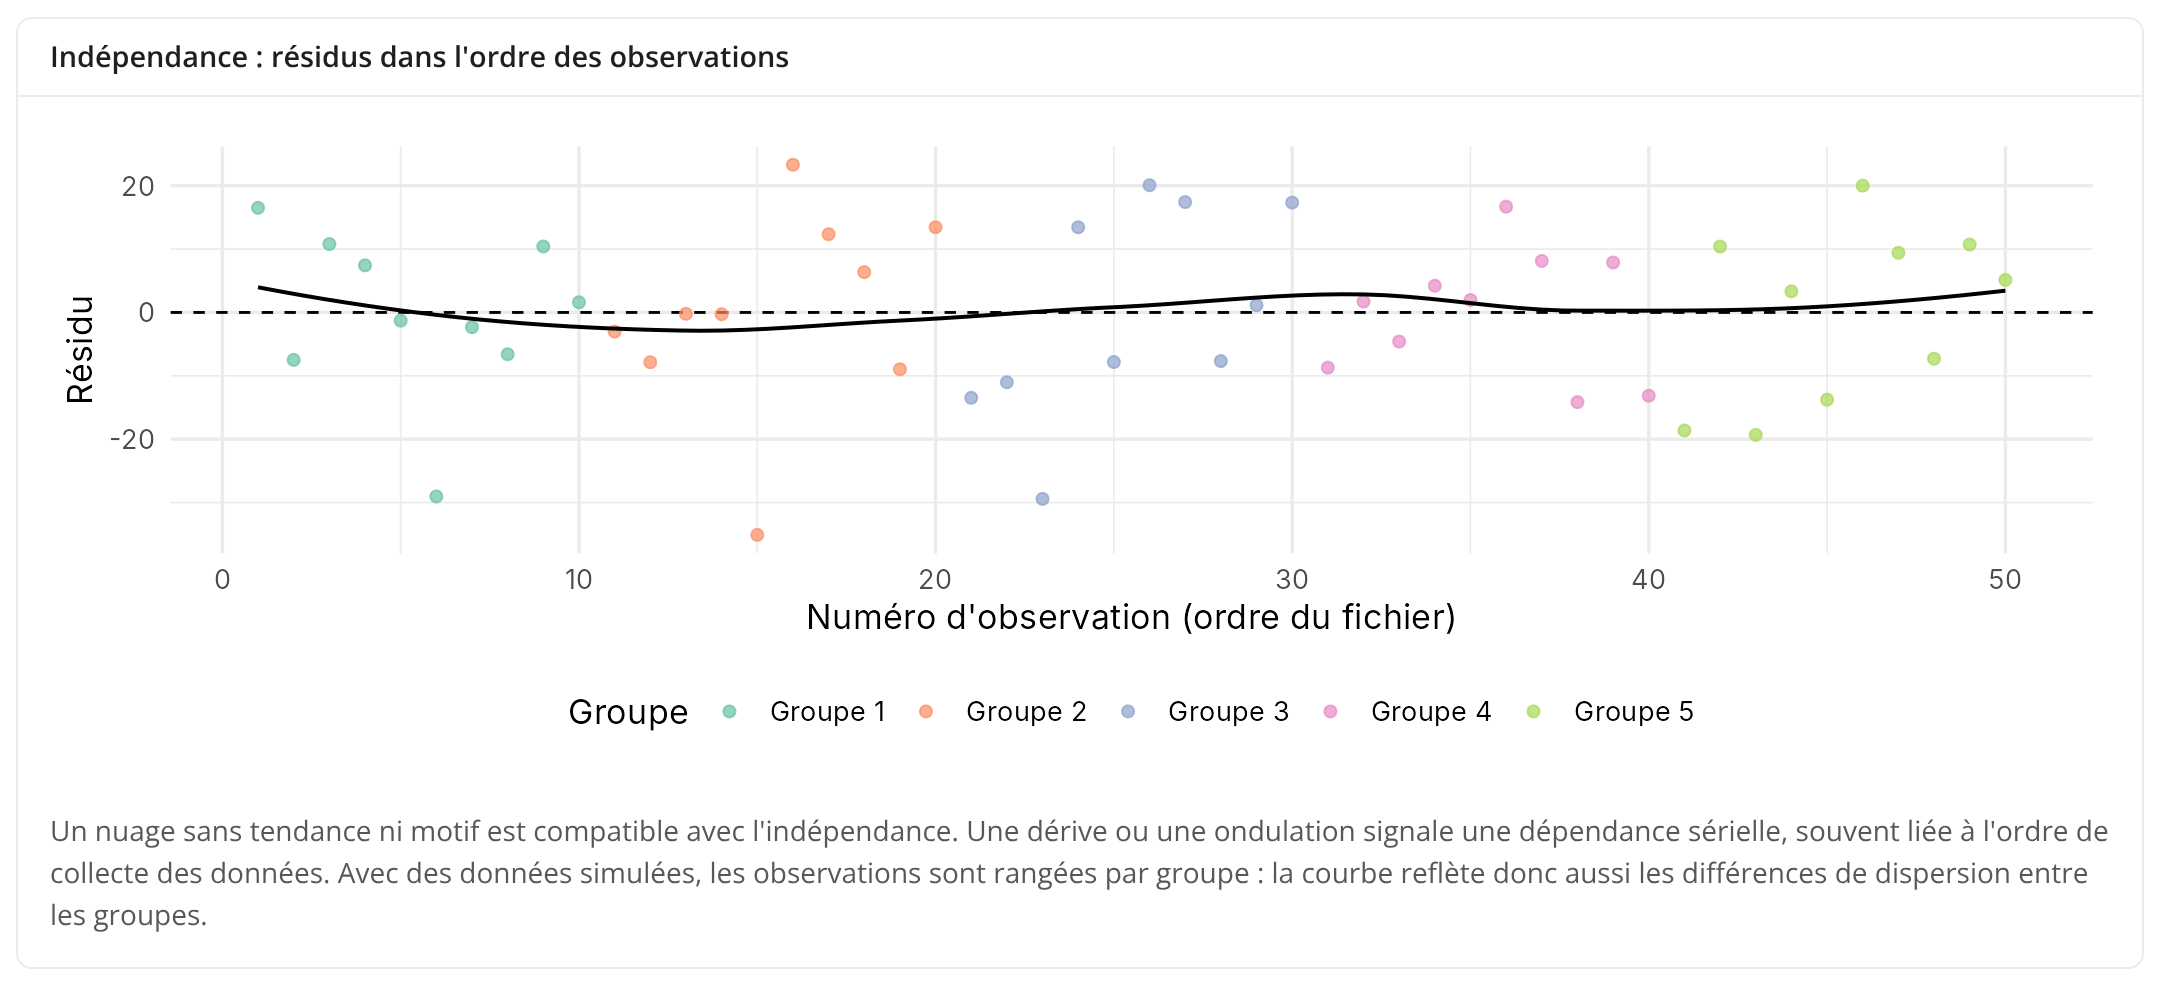 Indépendance : résidus dans l'ordre des observations
20
0
-20
Résidu
0 10 20 30 40 50
Numéro d'observation (ordre du fichier)
Groupe Groupe 1 Groupe 2 Groupe 3 Groupe 4 Groupe 5
Un nuage sans tendance ni motif est compatible avec l'indépendance. Une dérive ou une ondulation signale une dépendance sérielle, souvent liée à l'ordre de
collecte des données. Avec des données simulées, les observations sont rangées par groupe : la courbe reflète donc aussi les différences de dispersion entre
les groupes.